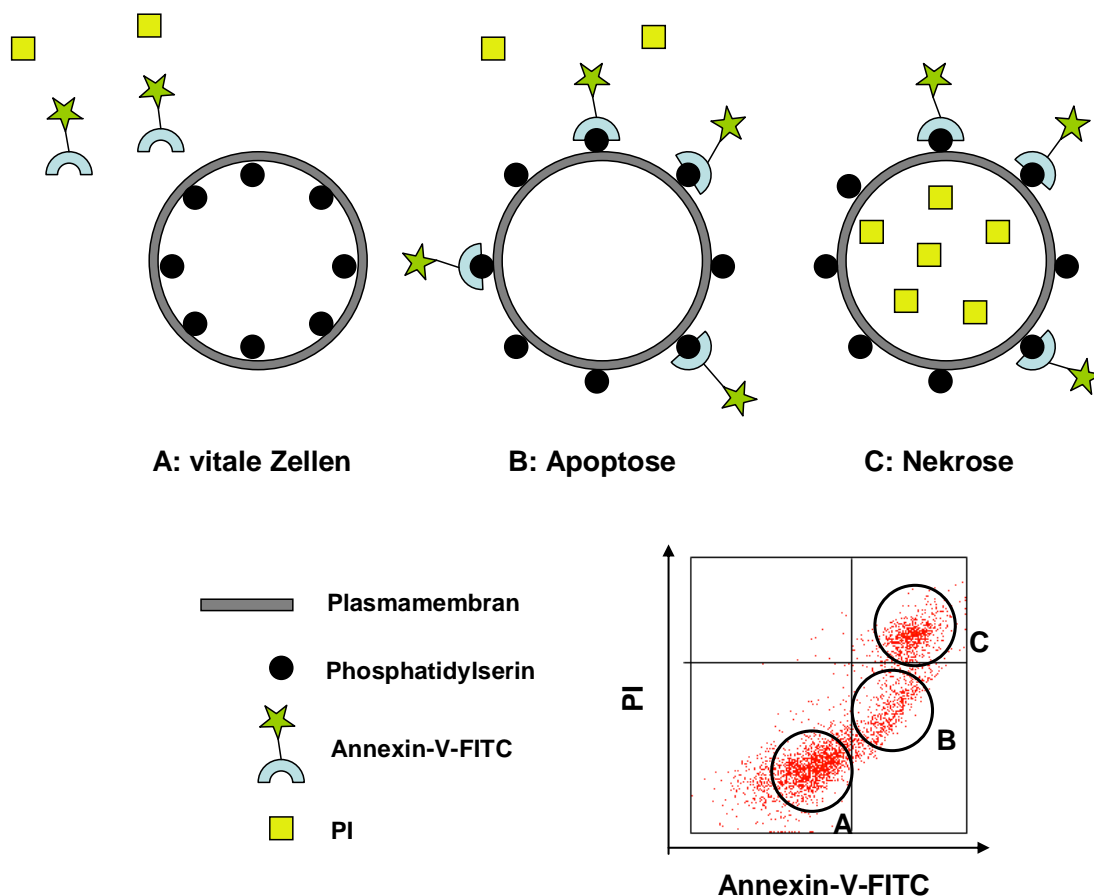 A: vitale Zellen
B: Apoptose
C: Nekrose
Plasmamembran
Phosphatidylserin
Annexin-V-FITC
PI
PI
C
B
A
Annexin-V-FITC